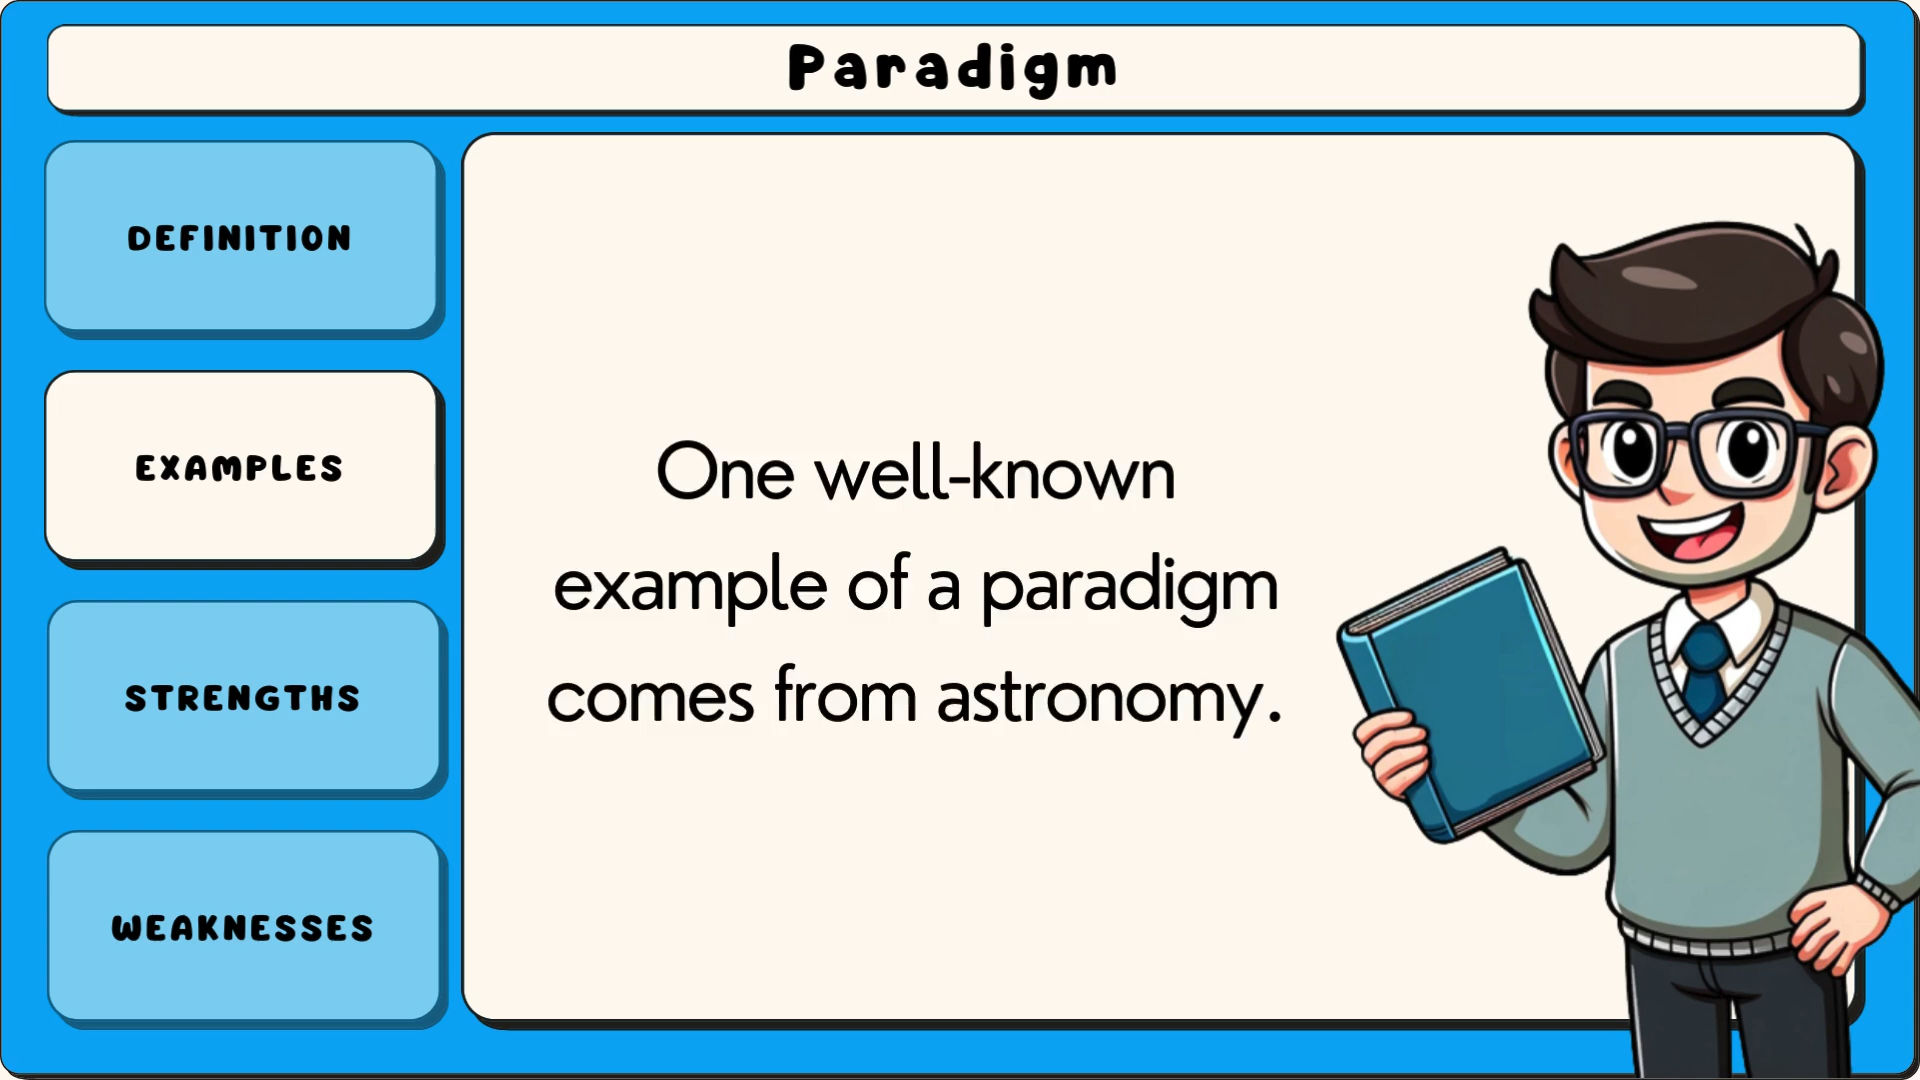 Paradigm
DEFINITION
EXAMPLES
STRENGTHS
WEAKNESSES
One well-known
example of a paradigm
comes from astronomy.